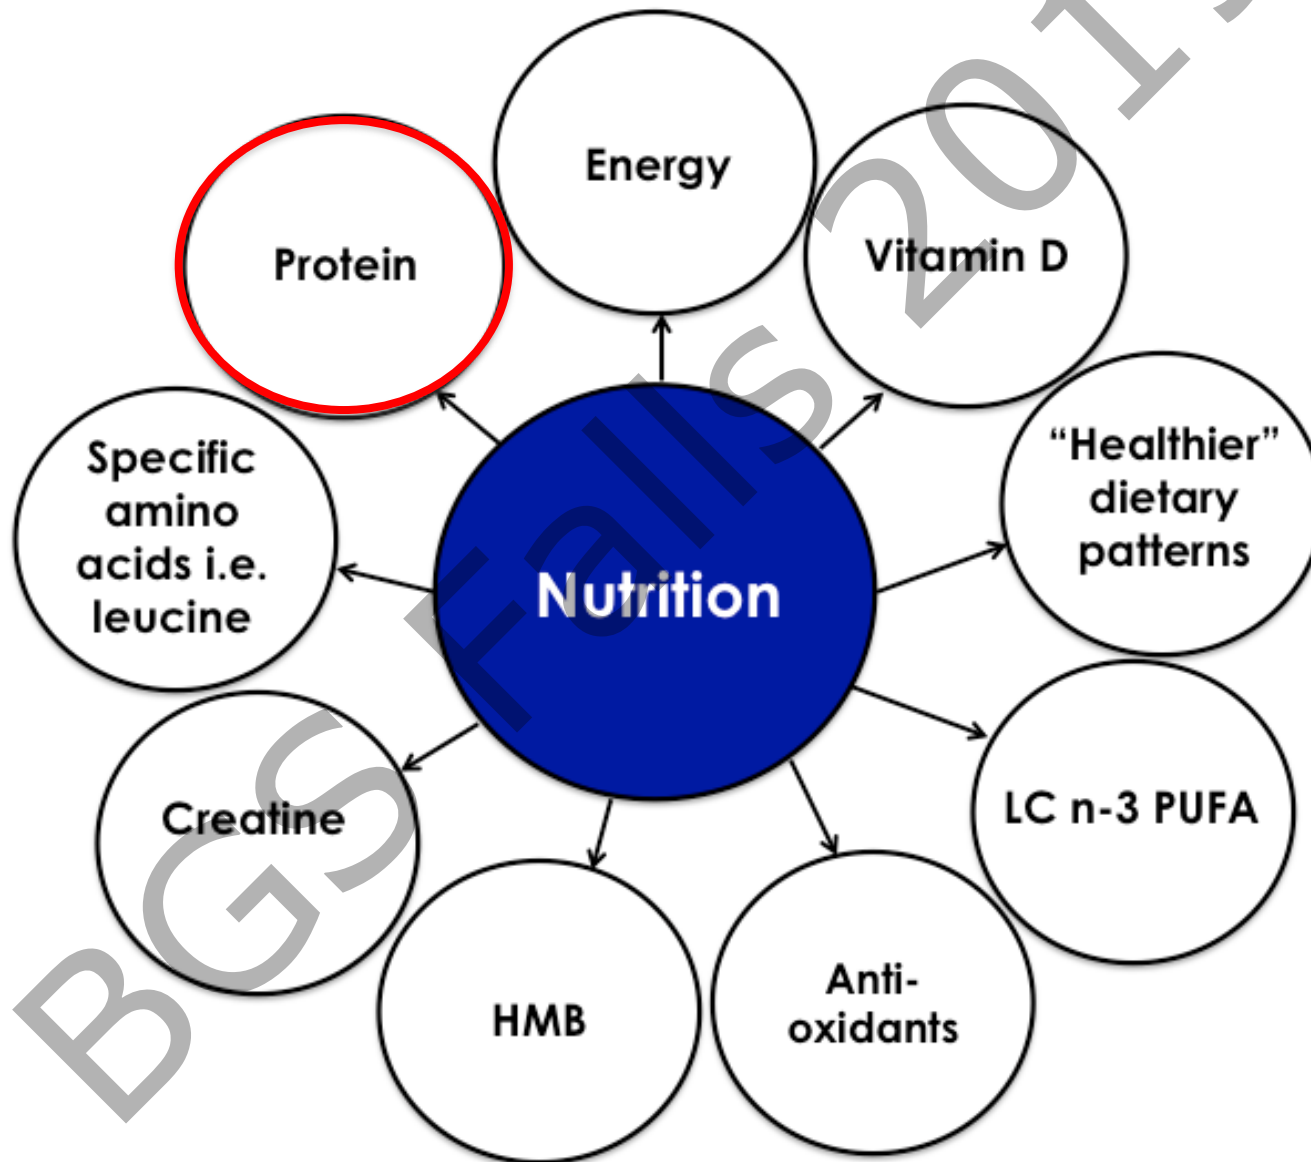 Energy
Protein
Vitamin D
“Healthier”
dietary
patterns
Specific
amino
acids i.e.
leucine
Nutrition
LC n-3 PUFA
Creatine
Anti-
oxidants
HMB
BGS Falls 201